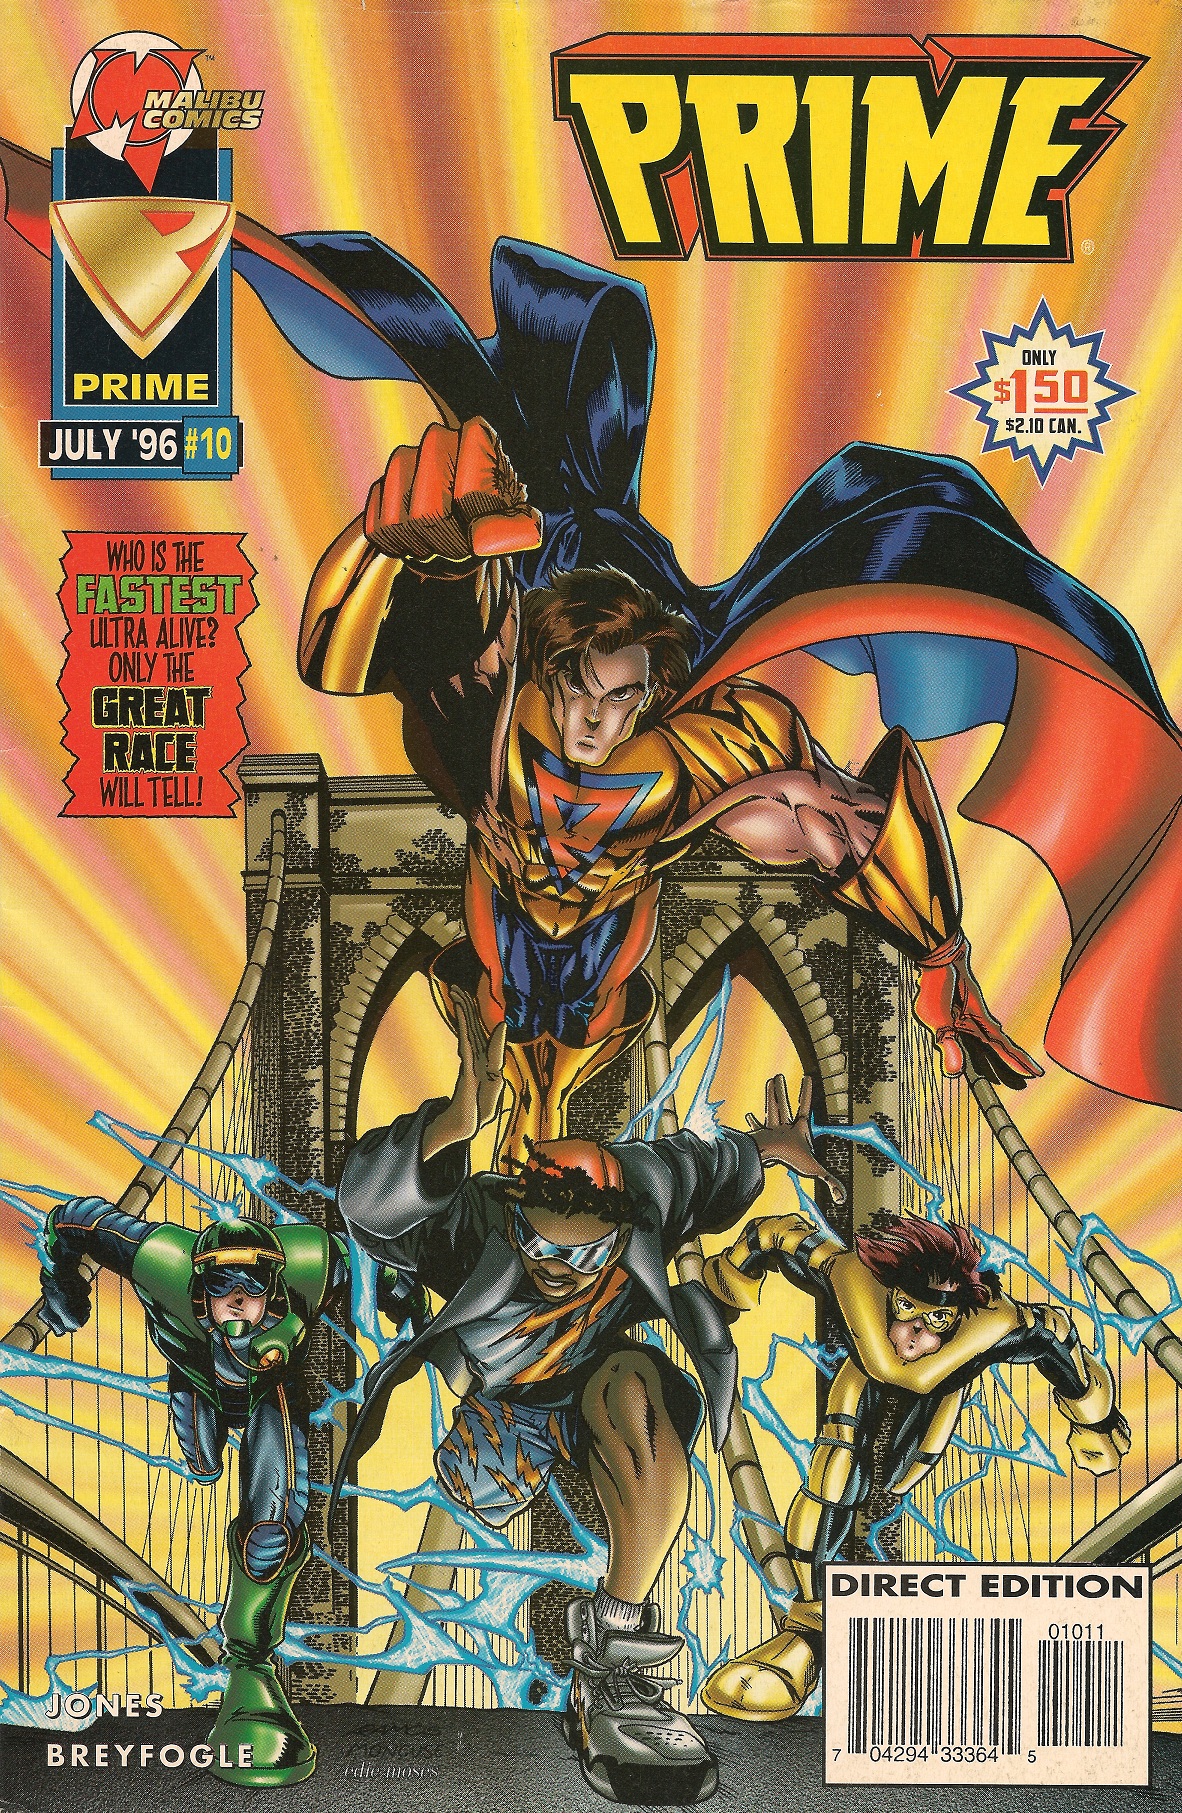 MALIBU
COMICS
™
PRIME
®
PRIME
JULY '96 #10
ONLY
$1.50
$2.10 CAN.
WHO IS THE
FASTEST
ULTRA ALIVE?
ONLY THE
GREAT
RACE
WILL TELL!
DIRECT EDITION
01011
7 04294 33364 5
JONES
BREYFOGLE
edie moses